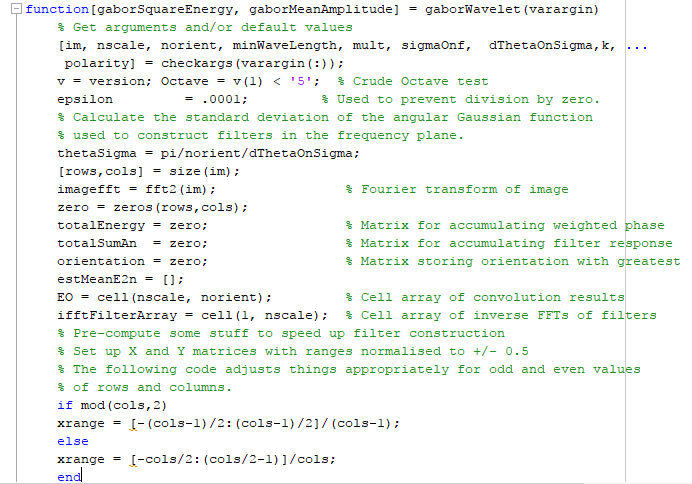 function[gaborSquareEnergy, gaborMeanAmplitude] = gaborWavelet(varargin)
% Get arguments and/or default values
[im, nscale, norient, minWaveLength, mult, sigmaOnf,  dThetaOnSigma,k, ...
polarity] = checkargs(varargin(:));
v = version; Octave = v(1) < '5';  % Crude Octave test
epsilon         = .0001;         % Used to prevent division by zero.
% Calculate the standard deviation of the angular Gaussian function
% used to construct filters in the frequency plane.
thetaSigma = pi/norient/dThetaOnSigma;
[rows,cols] = size(im);
imagefft = fft2(im);                % Fourier transform of image
zero = zeros(rows,cols);
totalEnergy = zero;                 % Matrix for accumulating weighted phase
totalSumAn  = zero;                 % Matrix for accumulating filter response
orientation = zero;                 % Matrix storing orientation with greatest
estMeanE2n = [];
EO = cell(nscale, norient);         % Cell array of convolution results
ifftFilterArray = cell(1, nscale);  % Cell array of inverse FFTs of filters
% Pre-compute some stuff to speed up filter construction
% Set up X and Y matrices with ranges normalised to +/- 0.5
% The following code adjusts things appropriately for odd and even values
% of rows and columns.
if mod(cols,2)
xrange = [-(cols-1)/2:(cols-1)/2]/(cols-1);
else
xrange = [-cols/2:(cols/2-1)]/cols;
end